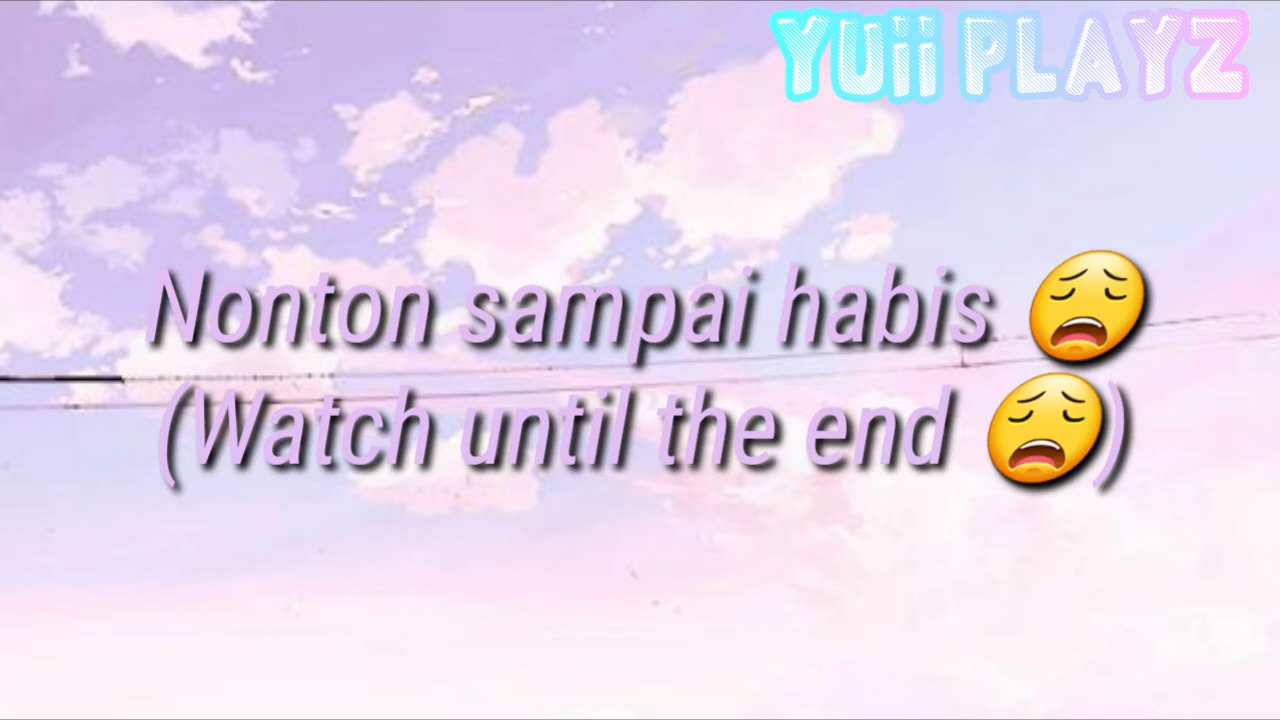 YUii PLAYZ
Nonton sampai habis 😩
(Watch until the end 😩)